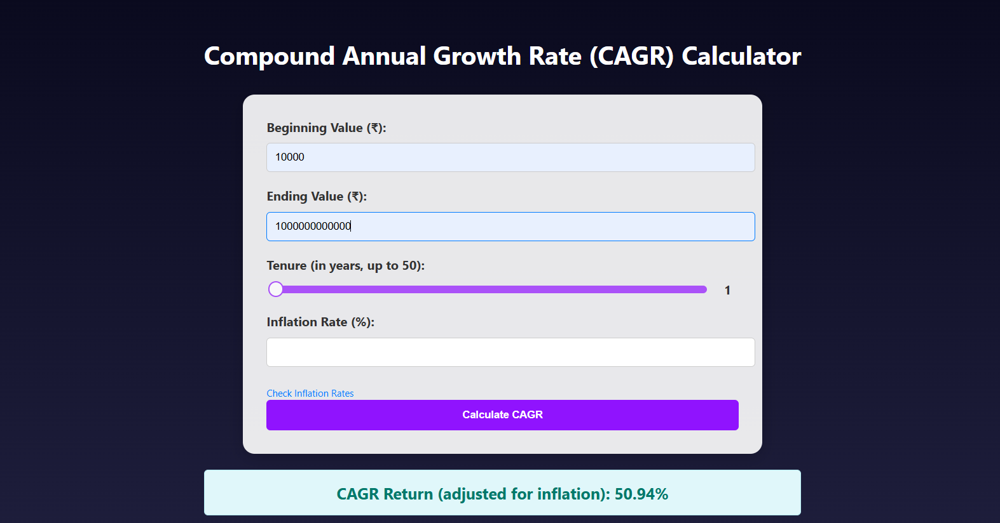 Compound Annual Growth Rate (CAGR) Calculator
Beginning Value (₹):
10000
Ending Value (₹):
1000000000000
Tenure (in years, up to 50):
1
Inflation Rate (%):
Check Inflation Rates
Calculate CAGR
CAGR Return (adjusted for inflation): 50.94%